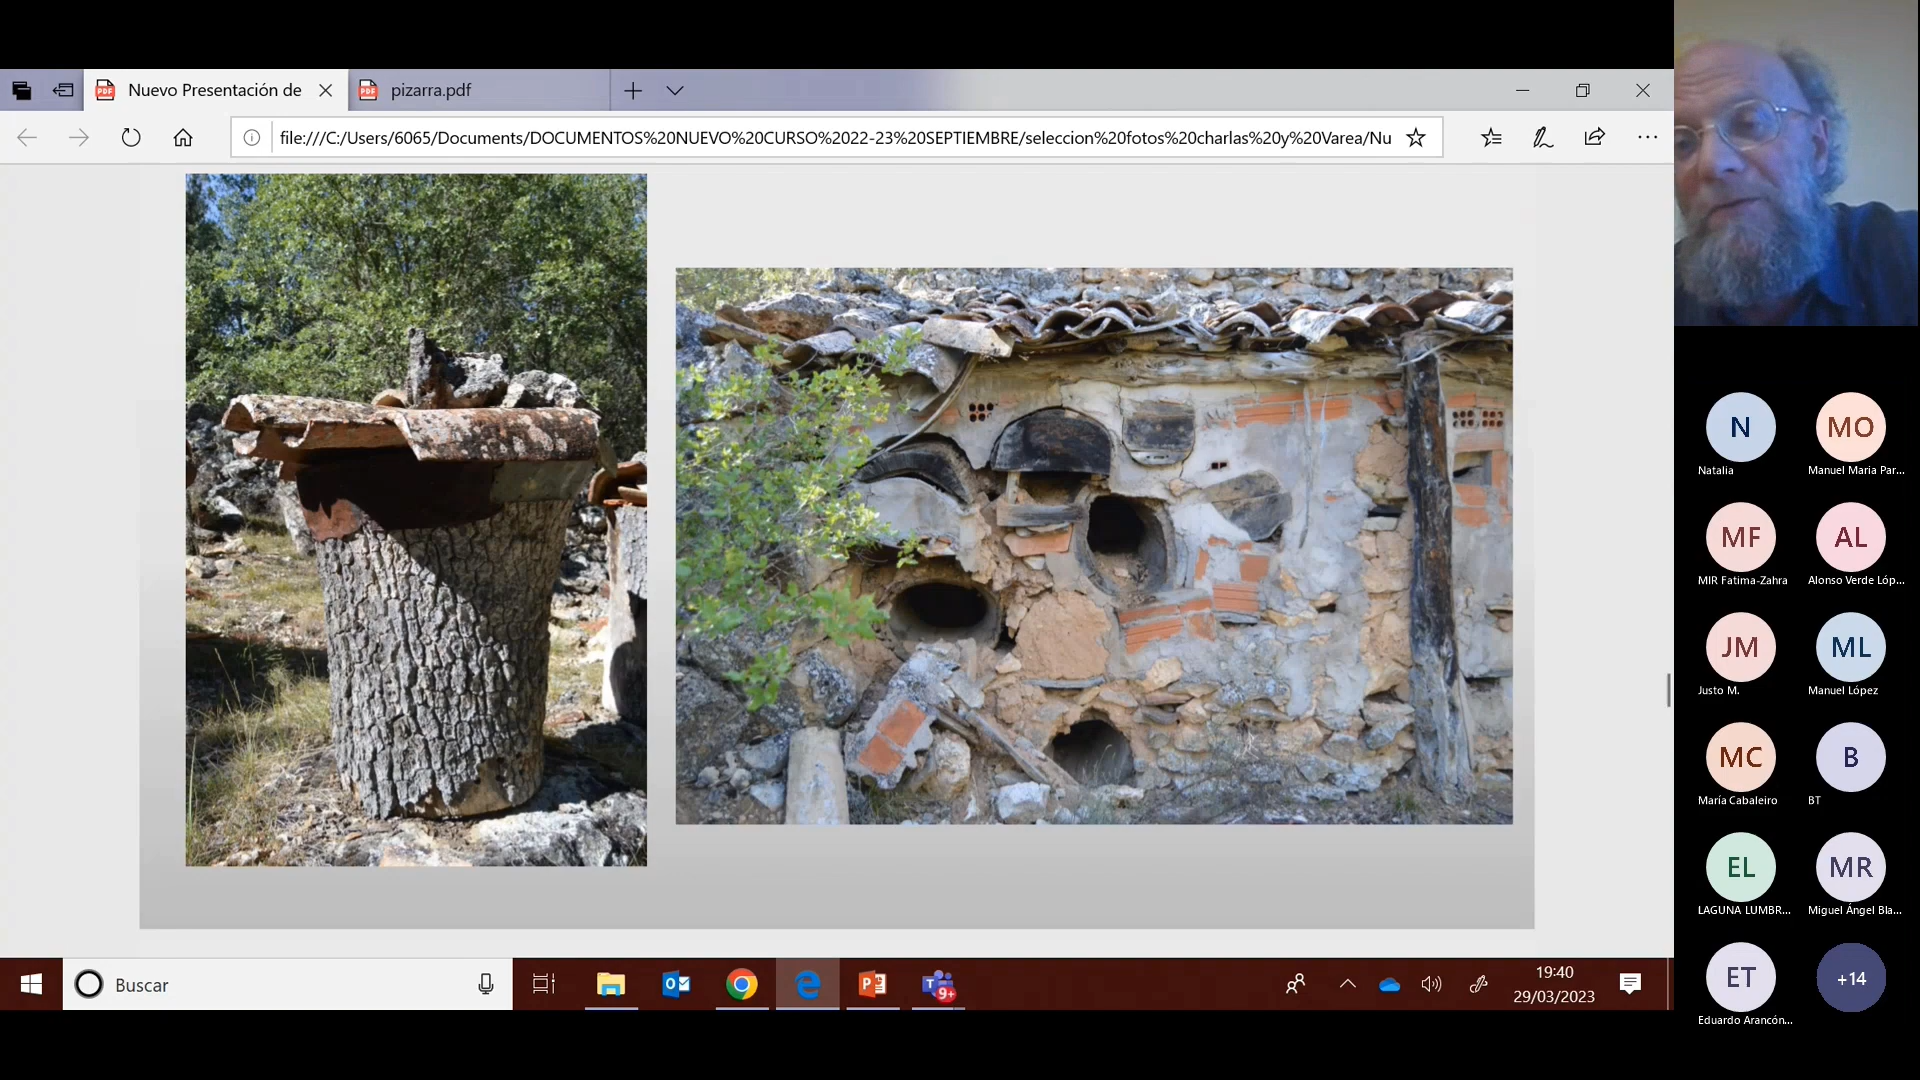 Nuevo Presentación de
pizarra.pdf
file:///C:/Users/6065/Documents/DOCUMENTOS%20NUEVO%20CURSO%2022-23%20SEPTIEMBRE/seleccion%20fotos%20charlas%20y%20Varea/Nu
N
Natalia
MO
Manuel Maria Par...
MF
MIR Fatima-Zahra
AL
Alonso Verde Lóp...
JM
Justo M.
ML
Manuel López
MC
María Cabaleiro
B
BT
EL
LAGUNA LUMBR...
MR
Miguel Ángel Bla...
ET
Eduardo Arancón...
+14
Buscar
9+
19:40
29/03/2023